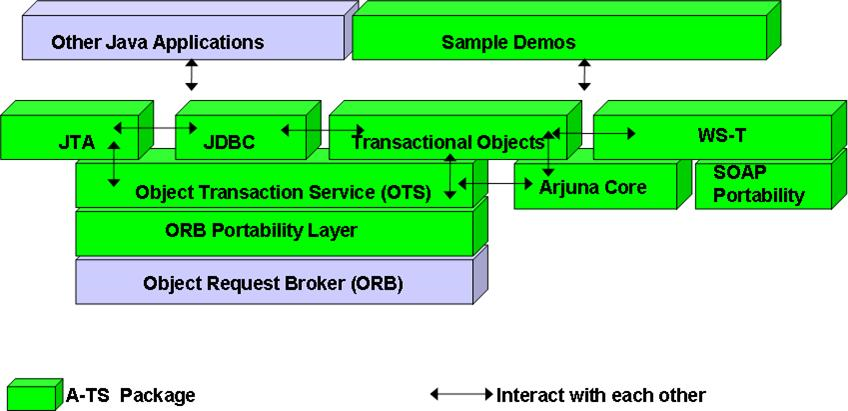 Other Java Applications
Sample Demos
JTA
JDBC
Transactional Objects
WS-T
Object Transaction Service (OTS)
Arjuna Core
SOAP
Portability
ORB Portability Layer
Object Request Broker (ORB)
A-TS Package
Interact with each other